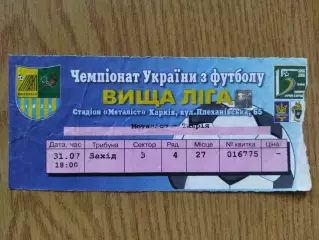 Чемпіонат України з футболу
ВИЩА ЛІГА
Стадіон «Металіст» Харків, вул.Плеханівська, 65
Дата, час Трибуна Сектор Ряд Місце № квитка Ціна
31.07 Захід 4 27 016775 -
18:00